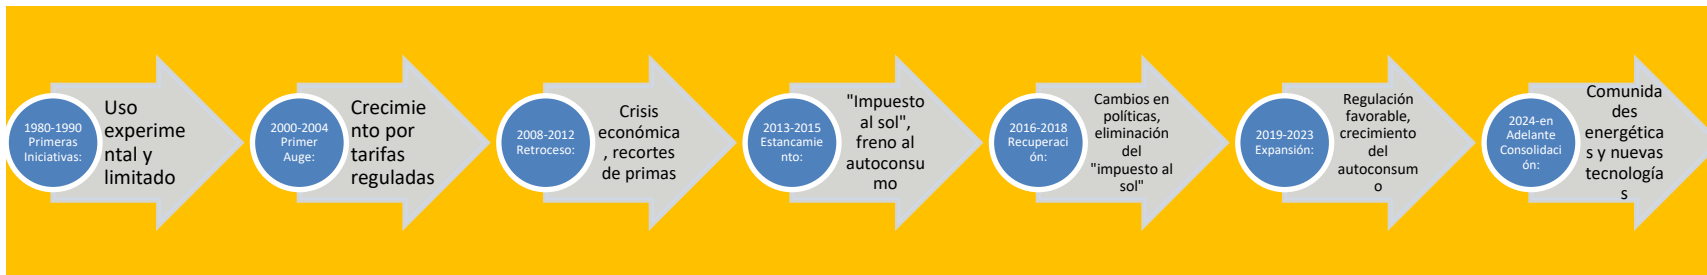 1980-1990
Primeras
Iniciativas:
Uso
experime
ntal y
limitado
2000-2004
Primer
Auge:
Crecimie
nto por
tarifas
reguladas
2008-2012
Retroceso:
Crisis
económica
, recortes
de primas
2013-2015
Estancamie
nto:
"Impuesto
al sol",
freno al
autoconsu
mo
2016-2018
Recuperaci
ón:
Cambios en
políticas,
eliminación
del
"impuesto al
sol"
2019-2023
Expansión:
Regulación
favorable,
crecimiento
del
autoconsum
o
2024-en
Adelante
Consolidaci
ón:
Comunida
des
energética
s y nuevas
tecnología
s